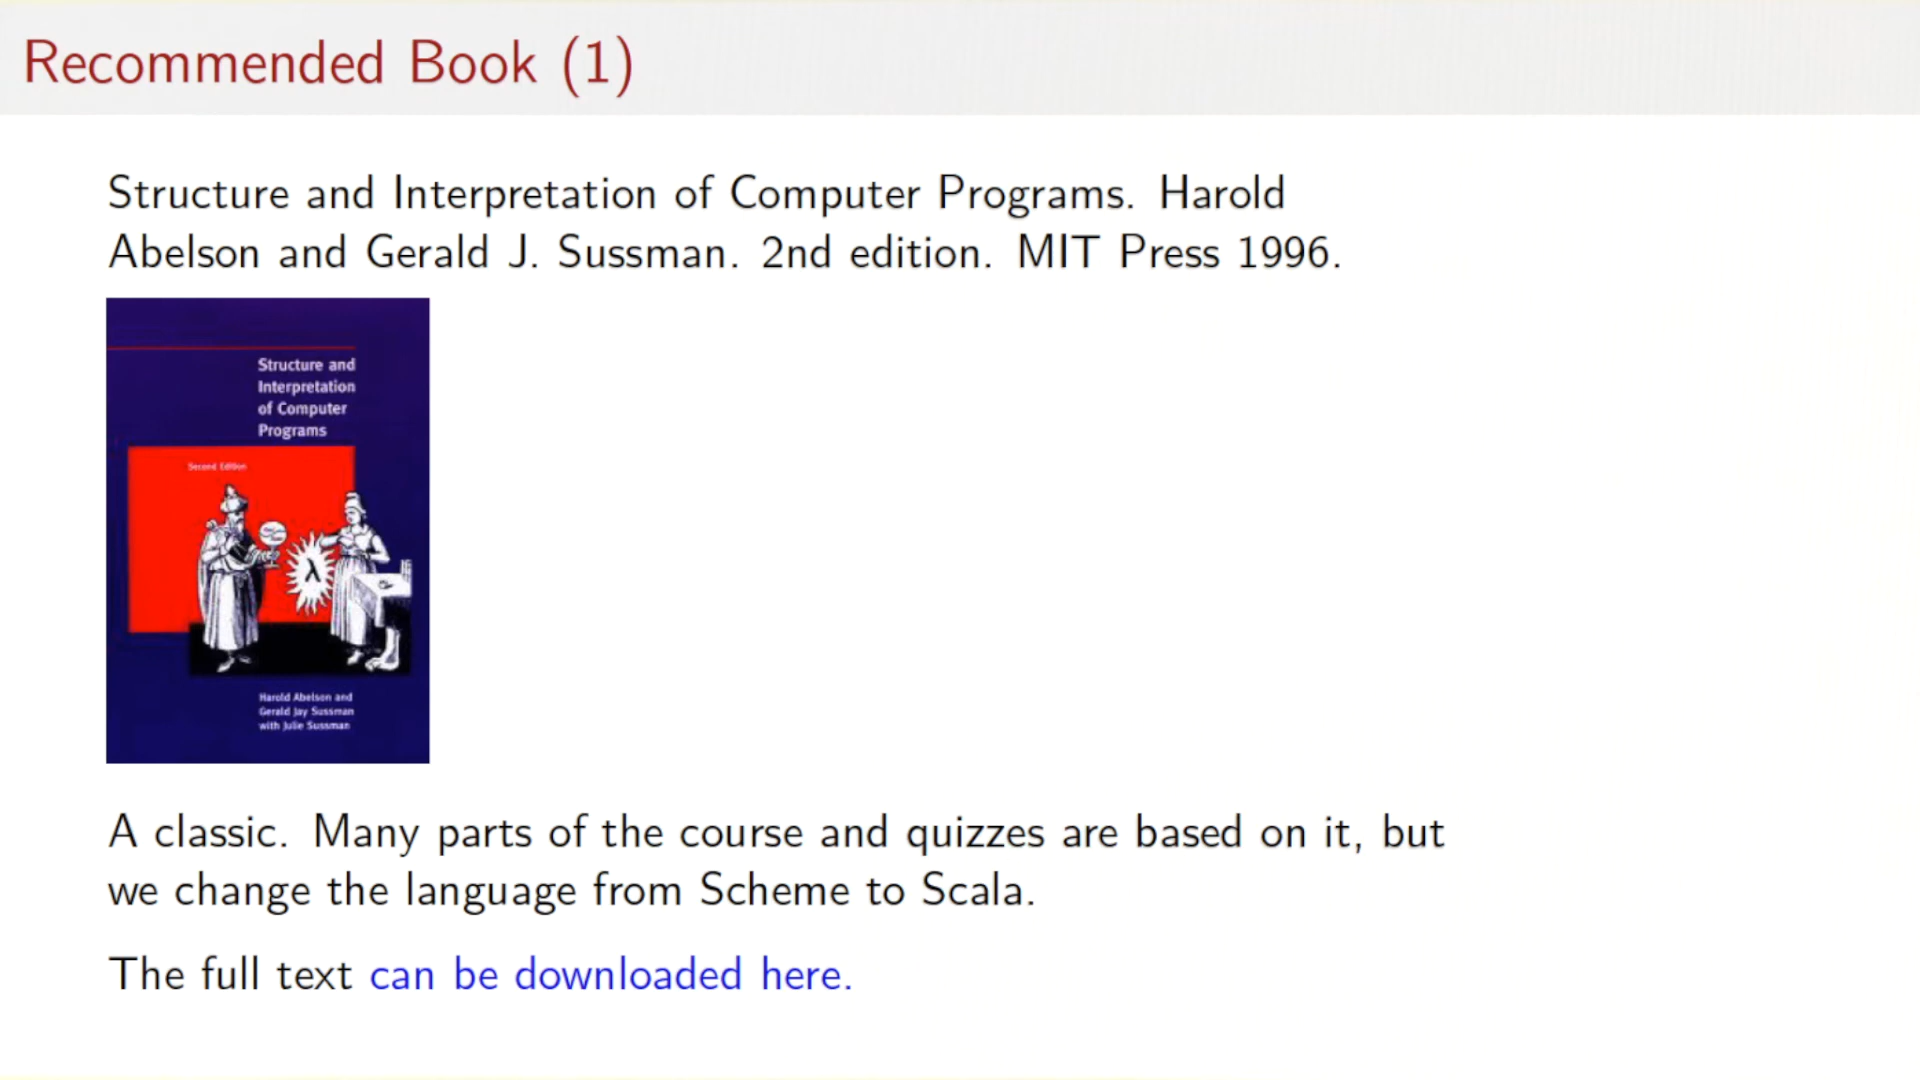 Recommended Book (1)
Structure and Interpretation of Computer Programs. Harold
Abelson and Gerald J. Sussman. 2nd edition. MIT Press 1996.
Structure and
Interpretation
of Computer
Programs
Second Edition
λ
Harold Abelson and
Gerald Jay Sussman
with Julie Sussman
A classic. Many parts of the course and quizzes are based on it, but
we change the language from Scheme to Scala.
The full text can be downloaded here.